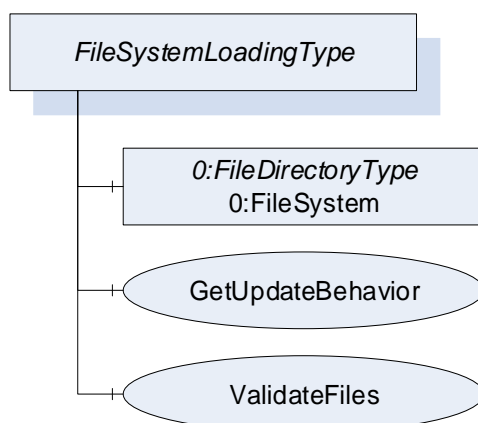 FileSystemLoadingType
0:FileDirectoryType
0:FileSystem
GetUpdateBehavior
ValidateFiles